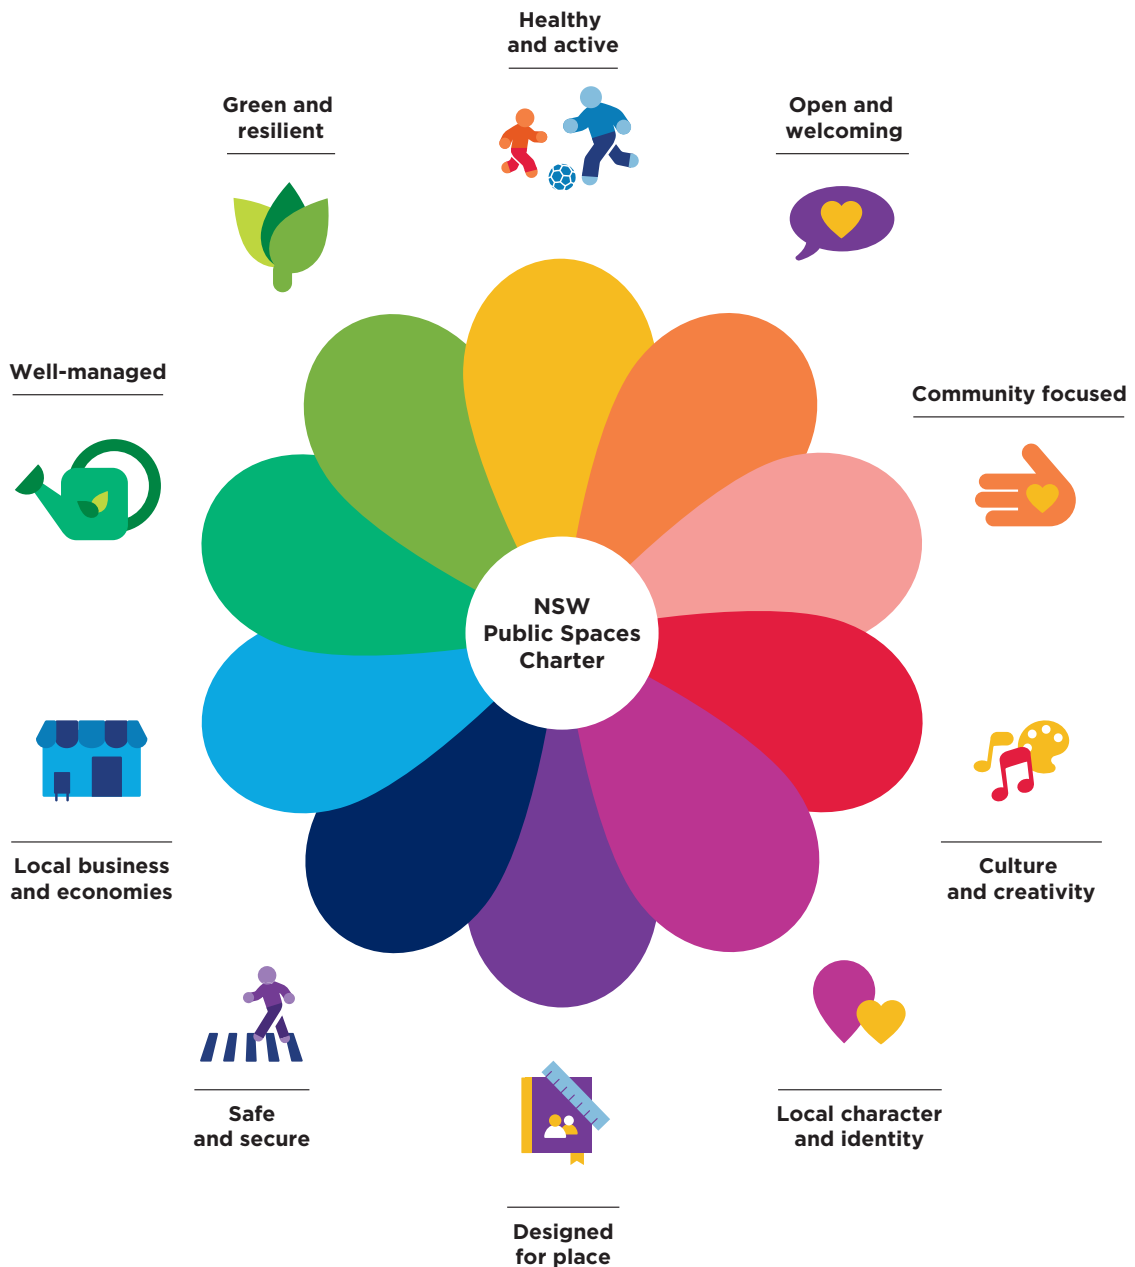 Healthy
and active
Green and
resilient
Open and
welcoming
Well-managed
Community focused
NSW
Public Spaces
Charter
Local business
and economies
Culture
and creativity
Safe
and secure
Local character
and identity
Designed
for place